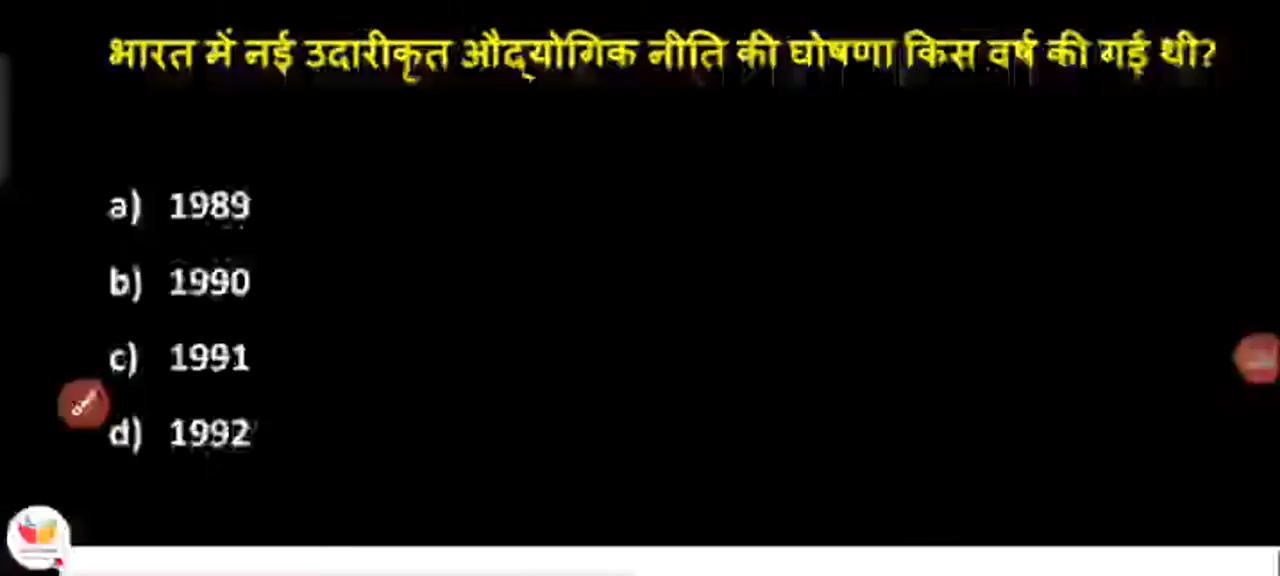 भारत में नई उदारीकृत औद्योगिक नीति की घोषणा किस वर्ष की गई थी?
a) 1989
b) 1990
c) 1991
d) 1992